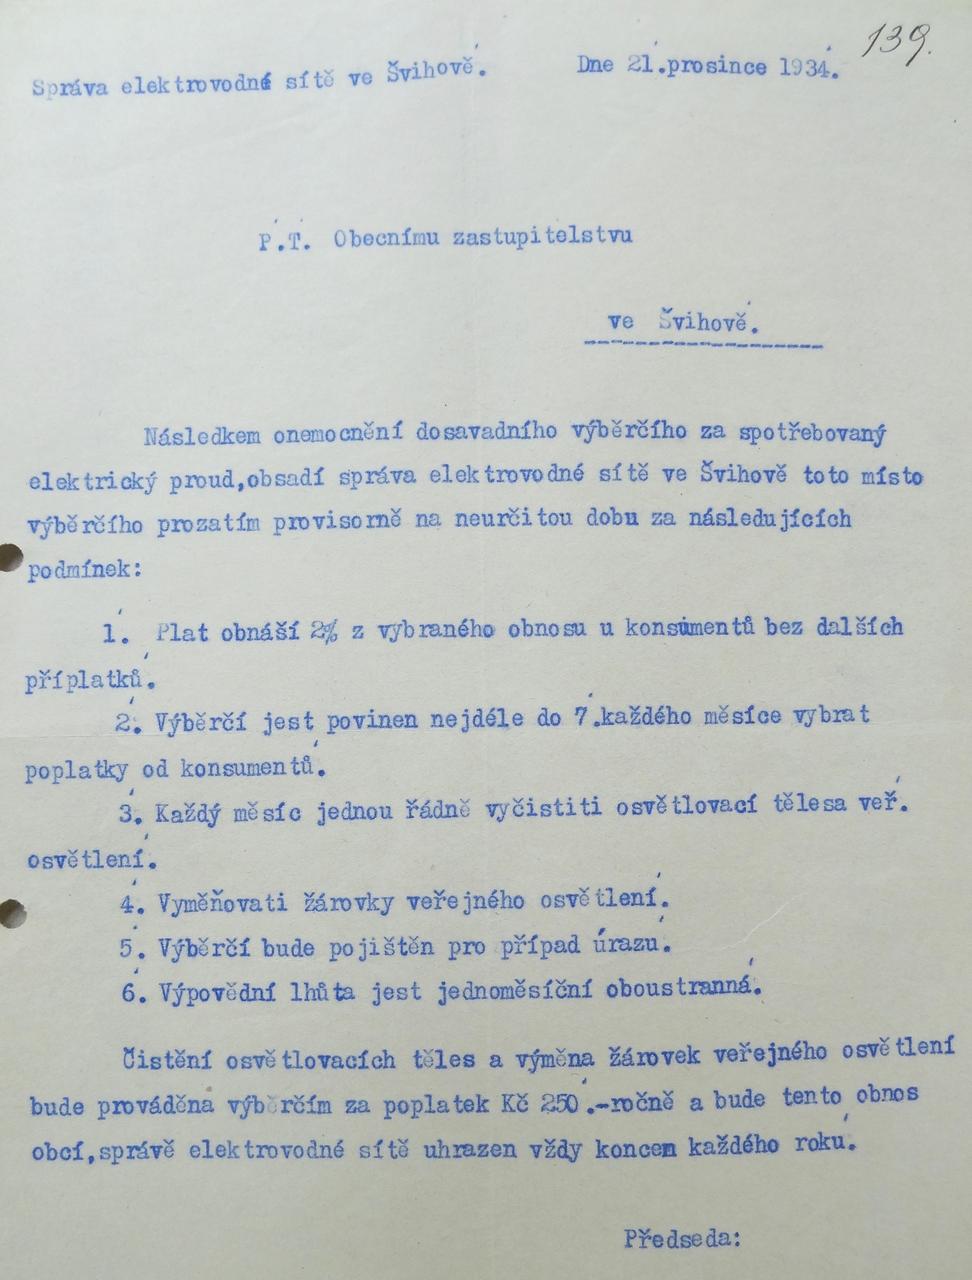 139.
Správa elektrovodné sítě ve Švihově. Dne 21.prosince 1934.
P.T. Obecnímu zastupitelstvu
ve Švihově.
Následkem onemocnění dosavadního výběrčího za spotřebovaný
elektrický proud,obsadí správa elektrovodné sítě ve Švihově toto místo
výběrčího prozatím provisorně na neurčitou dobu za následujících
podmínek:
1. Plat obnáší 2% z vybraného obnosu u konsumentů bez dalších
příplatků.
2. Výběrčí jest povinen nejdéle do 7.každého měsíce vybrat
poplatky od konsumentů.
3. Každý měsíc jednou řádně vyčistiti osvětlovací tělesa veř.
osvětlení.
4. Vyměňovati žárovky veřejného osvětlení.
5. Výběrčí bude pojištěn pro případ úrazu.
6. Výpovědní lhůta jest jednoměsíční oboustranná.
Čistění osvětlovacích těles a výměna žárovek veřejného osvětlení
bude prováděna výběrčím za poplatek Kč 250.-ročně a bude tento obnos
obcí,správě elektrovodné sítě uhrazen vždy koncem každého roku.
Předseda: